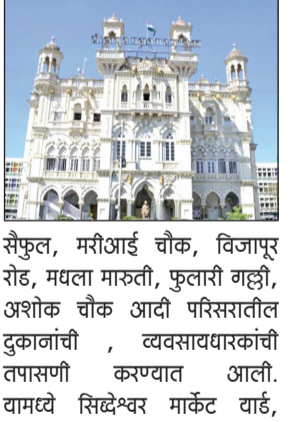 सैफुल, मरीआई चौक, विजापूर
रोड, मधला मारुती, फुलारी गल्ली,
अशोक चौक आदी परिसरातील
दुकानांची , व्यवसायधारकांची
तपासणी करण्यात आली.
यामध्ये सिध्देश्वर मार्केट यार्ड,